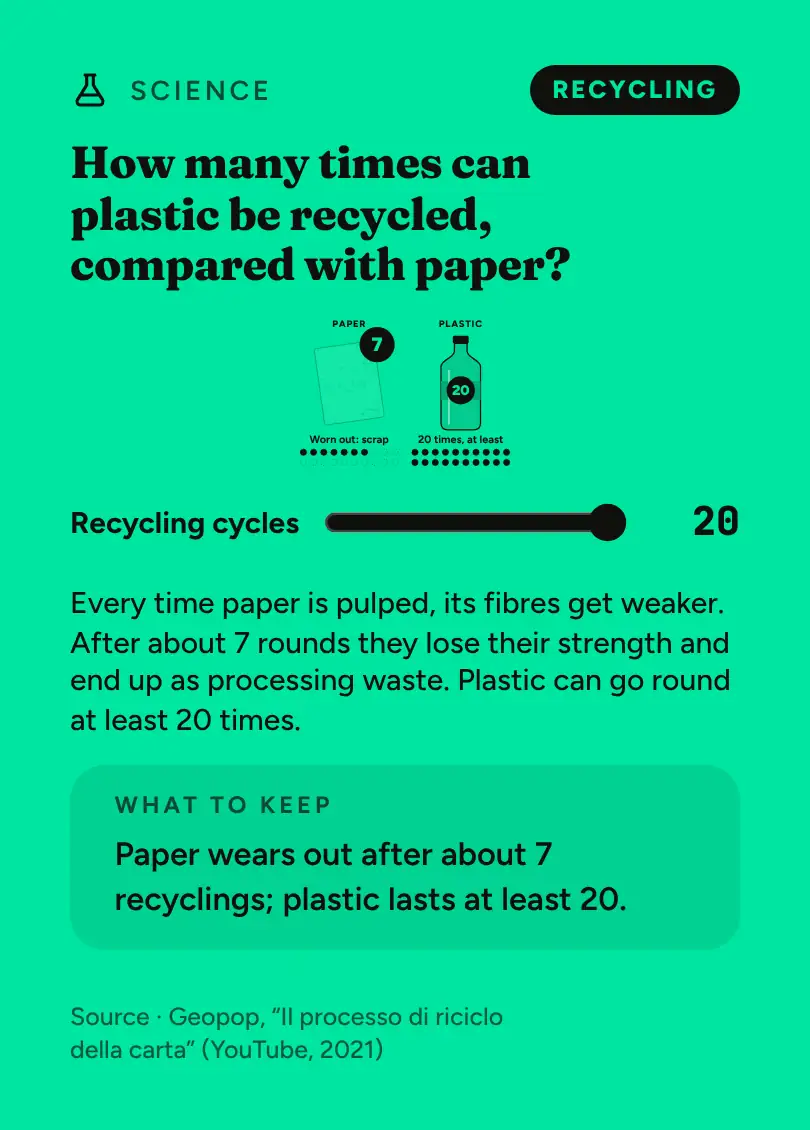 SCIENCE
RECYCLING
How many times can
plastic be recycled,
compared with paper?
PAPER
PLASTIC
7
20
Worn out: scrap
20 times, at least
Recycling cycles
20
Every time paper is pulped, its fibres get weaker.
After about 7 rounds they lose their strength and
end up as processing waste. Plastic can go round
at least 20 times.
WHAT TO KEEP
Paper wears out after about 7
recyclings; plastic lasts at least 20.
Source · Geopop, “Il processo di riciclo
della carta” (YouTube, 2021)